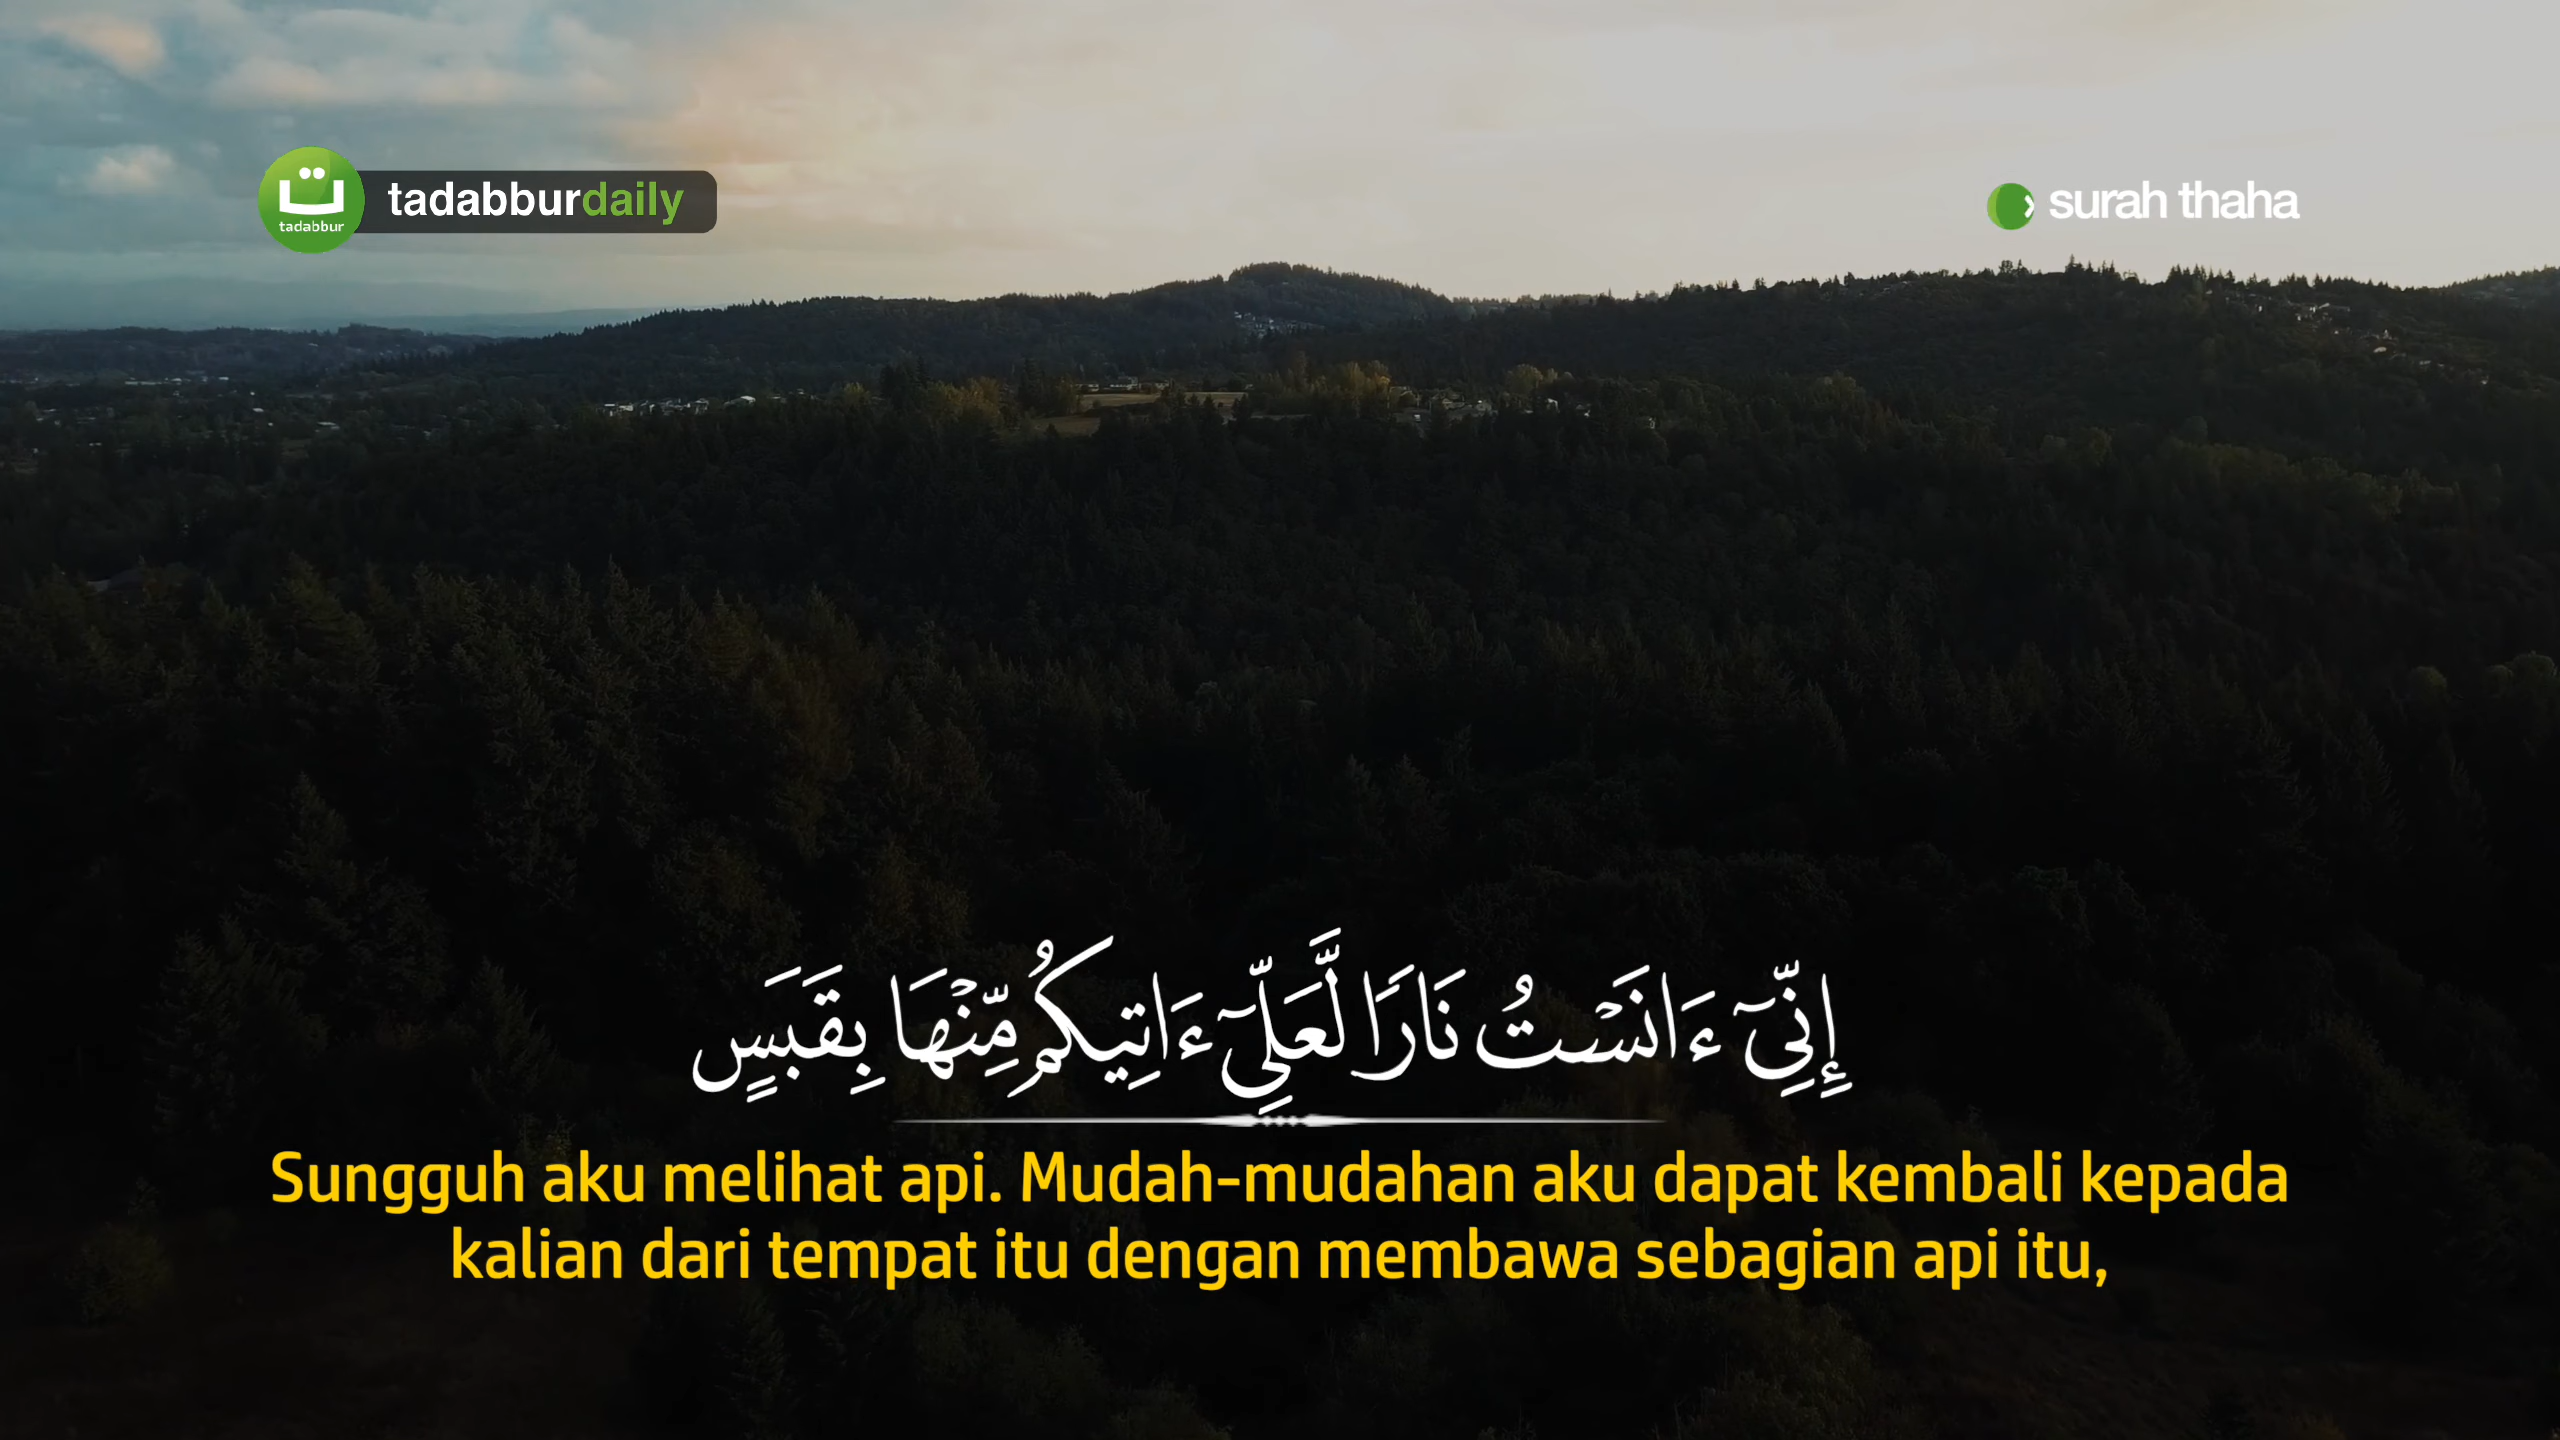 ت
tadabbur
tadabburdaily
surah thaha
إِنِّىٓ ءَانَسۡتُ نَارًا لَّعَلِّىٓ ءَاتِيكُم مِّنۡهَا بِقَبَسٍ
Sungguh aku melihat api. Mudah-mudahan aku dapat kembali kepada
kalian dari tempat itu dengan membawa sebagian api itu,